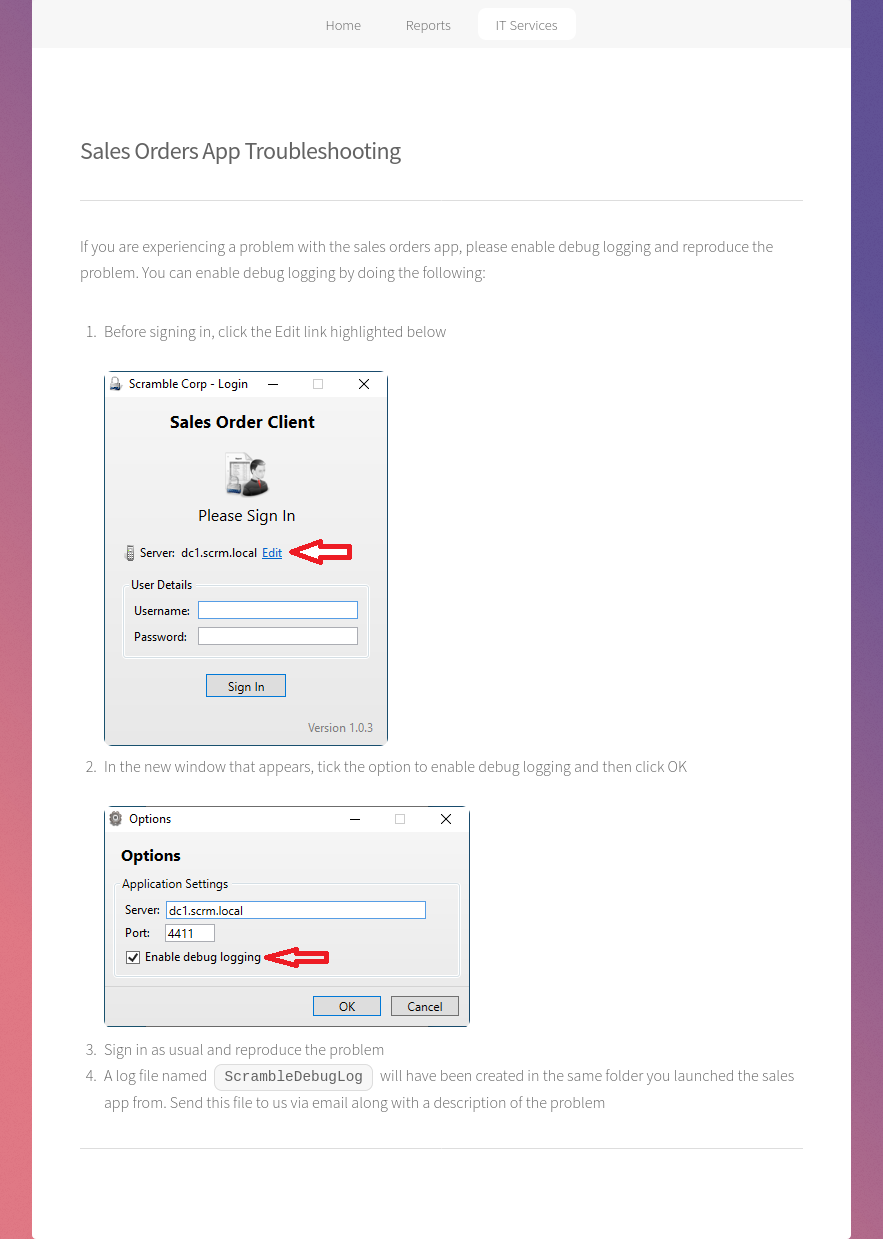 Home Reports IT Services
Sales Orders App Troubleshooting
If you are experiencing a problem with the sales orders app, please enable debug logging and reproduce the
problem. You can enable debug logging by doing the following:
1. Before signing in, click the Edit link highlighted below
Scramble Corp - Login
Sales Order Client
Please Sign In
Server: dc1.scrm.local Edit
User Details
Username:
Password:
Sign In
Version 1.0.3
2. In the new window that appears, tick the option to enable debug logging and then click OK
Options
Options
Application Settings
Server: dc1.scrm.local
Port: 4411
Enable debug logging
OK Cancel
3. Sign in as usual and reproduce the problem
4. A log file named ScrambleDebugLog will have been created in the same folder you launched the sales
app from. Send this file to us via email along with a description of the problem